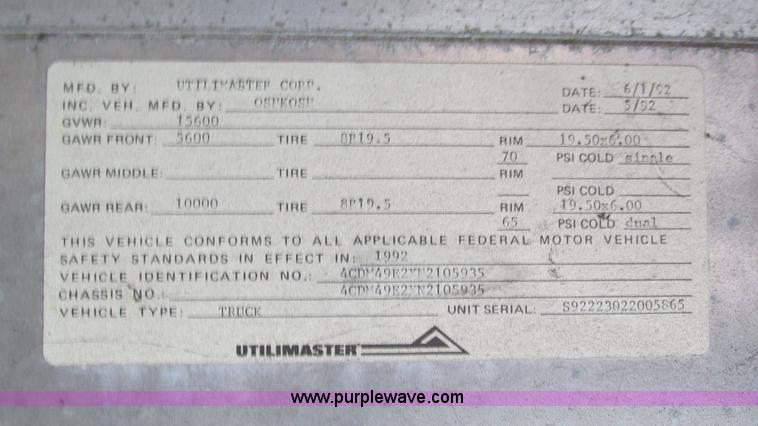 MFD. BY: UTILIMASTER CORP. DATE: 6/1/92
INC. VEH. MFD. BY: OSHKOSH DATE: 5/92
GVWR: 15600
GAWR FRONT: 5600 TIRE 8R19.5 RIM 19.50x6.00
70 PSI COLD single
GAWR MIDDLE: TIRE RIM
PSI COLD
GAWR REAR: 10000 TIRE 8R19.5 RIM 19.50x6.00
65 PSI COLD dual
THIS VEHICLE CONFORMS TO ALL APPLICABLE FEDERAL MOTOR VEHICLE
SAFETY STANDARDS IN EFFECT IN: 1992
VEHICLE IDENTIFICATION NO.:
CHASSIS NO.:
VEHICLE TYPE: TRUCK UNIT SERIAL: S92223022005865
UTILIMASTER
www.purplewave.com